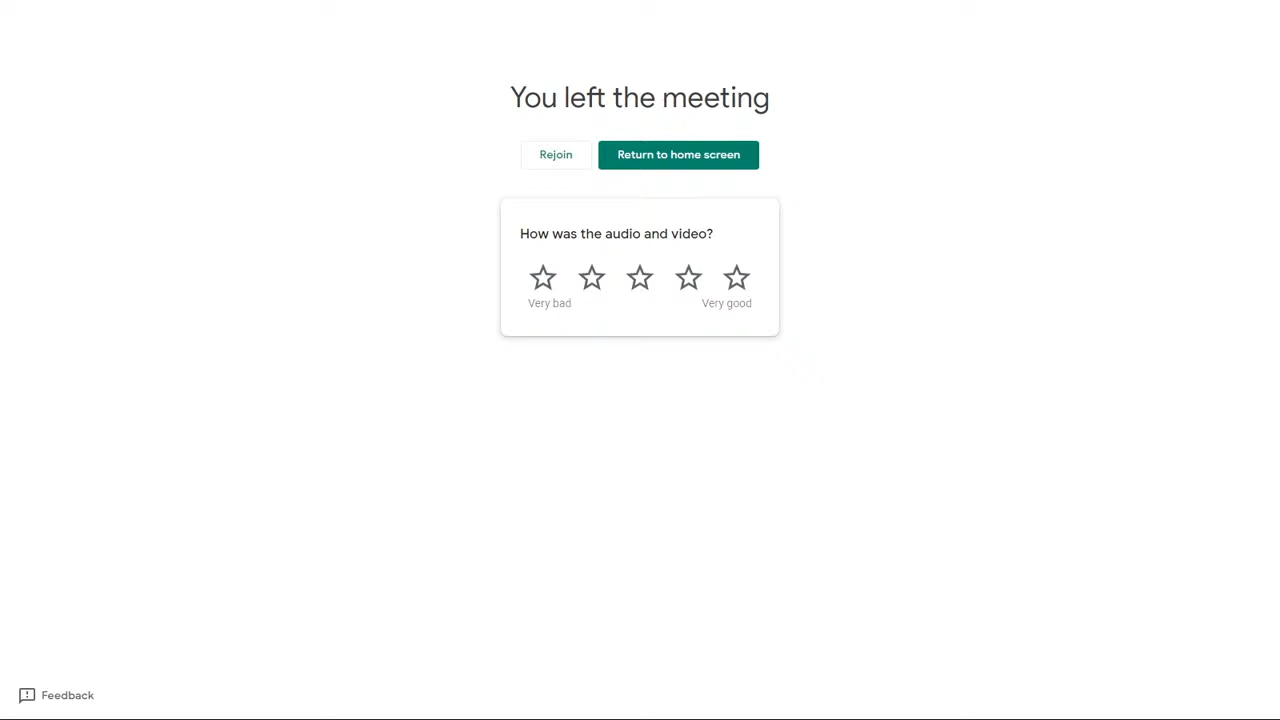 You left the meeting
Rejoin
Return to home screen
How was the audio and video?
Very bad
Very good
Feedback